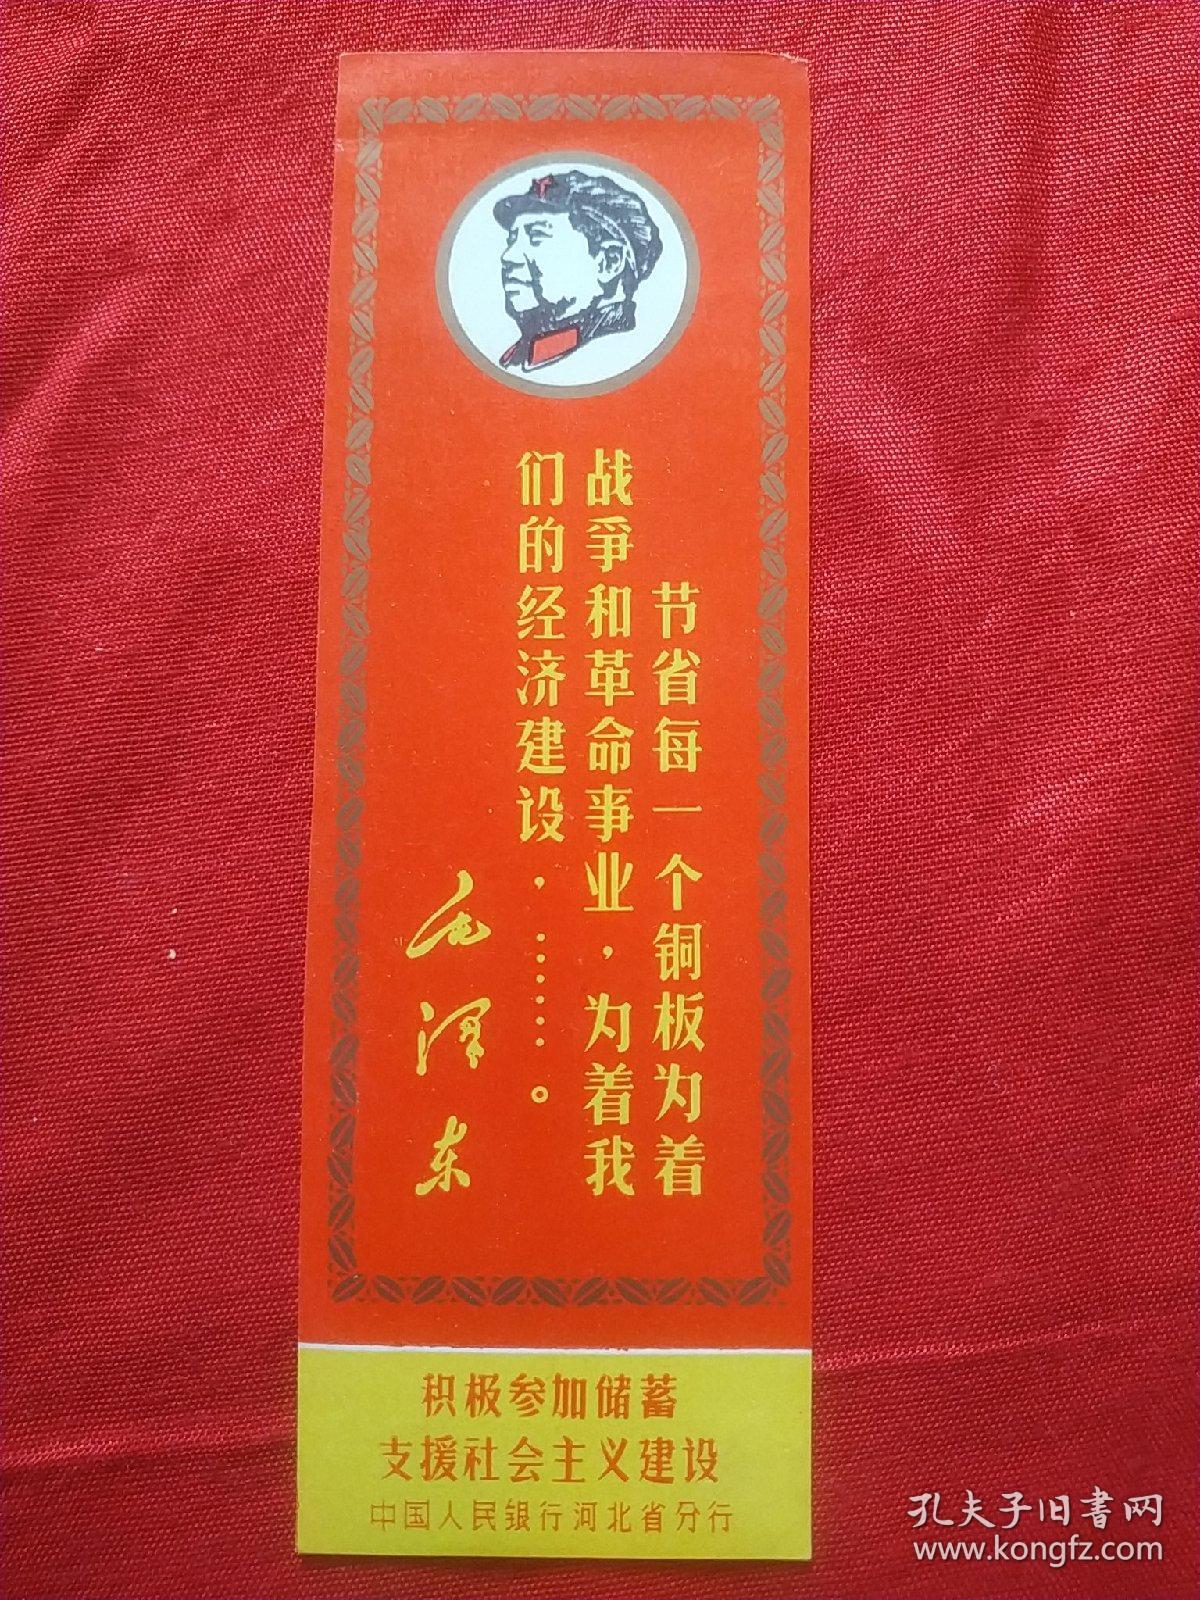 节省每一个铜板为着
战争和革命事业，为着我
们的经济建设，……。
毛泽东
积极参加储蓄
支援社会主义建设
中国人民银行河北省分行
孔夫子旧书网
www.kongfz.com